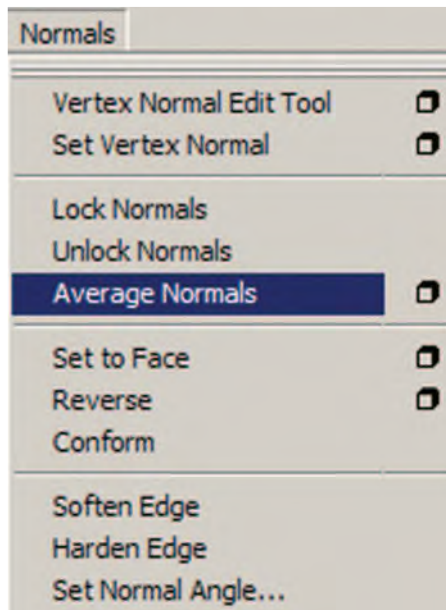 Normals
Vertex Normal Edit Tool
Set Vertex Normal
Lock Normals
Unlock Normals
Average Normals
Set to Face
Reverse
Conform
Soften Edge
Harden Edge
Set Normal Angle...